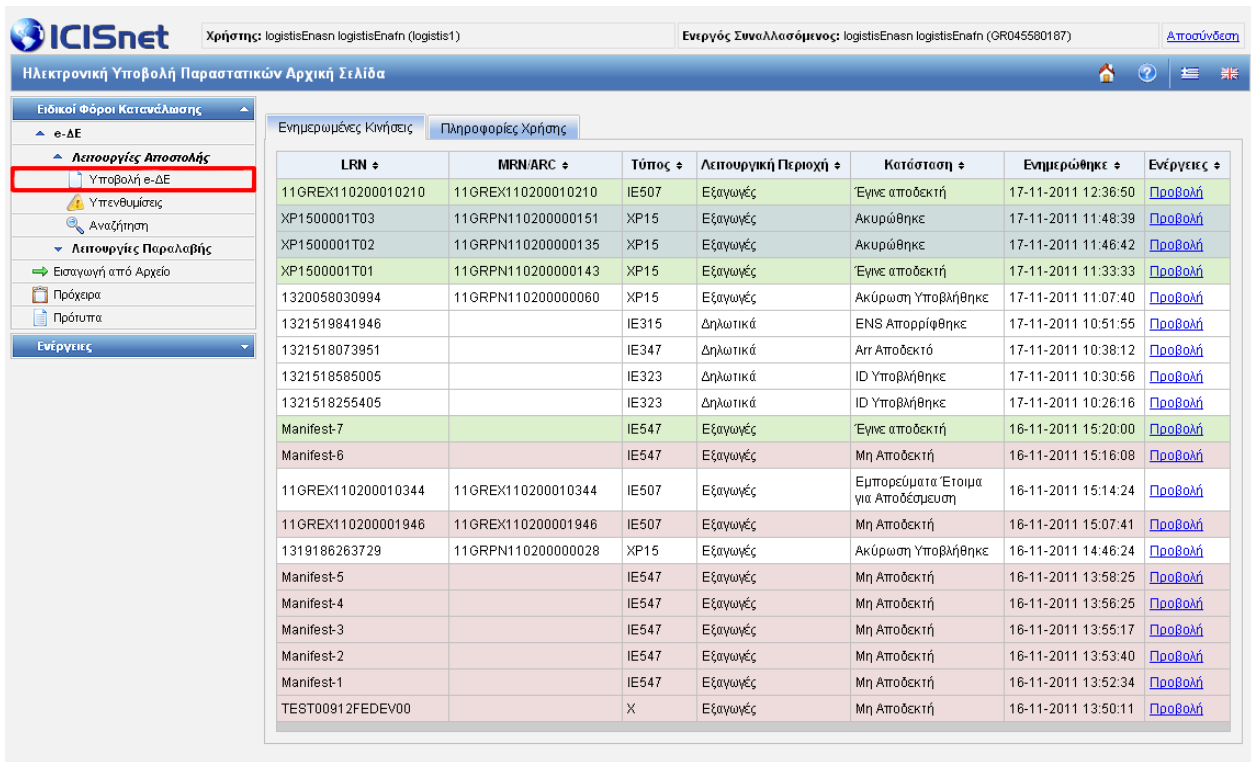 ICISnet
Χρήστης: logistisEnasn logistisEnafn (logistis1) Ενεργός Συναλλασόμενος: logistisEnasn logistisEnafn (GR045580187) Αποσύνδεση
Ηλεκτρονική Υποβολή Παραστατικών Αρχική Σελίδα
Ειδικοί Φόροι Κατανάλωσης
e-ΔΕ
Λειτουργίες Αποστολής
Υποβολή e-ΔΕ
Υπενθυμίσεις
Αναζήτηση
Λειτουργίες Παραλαβής
Εισαγωγή από Αρχείο
Πρόχειρα
Πρότυπα
Ενέργειες
Ενημερωμένες Κινήσεις Πληροφορίες Χρήσης
LRN MRN/ARC Τύπος Λειτουργική Περιοχή Κατάσταση Ενημερώθηκε Ενέργειες
11GREX110200010210 11GREX110200010210 IE507 Εξαγωγές Έγινε αποδεκτή 17-11-2011 12:36:50 Προβολή
XP1500001T03 11GRPN110200000151 XP15 Εξαγωγές Ακυρώθηκε 17-11-2011 11:48:39 Προβολή
XP1500001T02 11GRPN110200000135 XP15 Εξαγωγές Ακυρώθηκε 17-11-2011 11:46:42 Προβολή
XP1500001T01 11GRPN110200000143 XP15 Εξαγωγές Έγινε αποδεκτή 17-11-2011 11:33:33 Προβολή
1320058030994 11GRPN110200000060 XP15 Εξαγωγές Ακύρωση Υποβλήθηκε 17-11-2011 11:07:40 Προβολή
1321519841946 IE315 Δηλωτικά ENS Απορρίφθηκε 17-11-2011 10:51:55 Προβολή
1321518073951 IE347 Δηλωτικά Arr Αποδεκτό 17-11-2011 10:38:12 Προβολή
1321518585005 IE323 Δηλωτικά ID Υποβλήθηκε 17-11-2011 10:30:56 Προβολή
1321518255405 IE323 Δηλωτικά ID Υποβλήθηκε 17-11-2011 10:26:16 Προβολή
Manifest-7 IE547 Εξαγωγές Έγινε αποδεκτή 16-11-2011 15:20:00 Προβολή
Manifest-6 IE547 Εξαγωγές Μη Αποδεκτή 16-11-2011 15:16:08 Προβολή
11GREX110200010344 11GREX110200010344 IE507 Εξαγωγές Εμπορεύματα Έτοιμα για Αποδέσμευση 16-11-2011 15:14:24 Προβολή
11GREX110200001946 11GREX110200001946 IE507 Εξαγωγές Μη Αποδεκτή 16-11-2011 15:07:41 Προβολή
1319186263729 11GRPN110200000028 XP15 Εξαγωγές Ακύρωση Υποβλήθηκε 16-11-2011 14:46:24 Προβολή
Manifest-5 IE547 Εξαγωγές Μη Αποδεκτή 16-11-2011 13:58:25 Προβολή
Manifest-4 IE547 Εξαγωγές Μη Αποδεκτή 16-11-2011 13:56:25 Προβολή
Manifest-3 IE547 Εξαγωγές Μη Αποδεκτή 16-11-2011 13:55:17 Προβολή
Manifest-2 IE547 Εξαγωγές Μη Αποδεκτή 16-11-2011 13:53:40 Προβολή
Manifest-1 IE547 Εξαγωγές Μη Αποδεκτή 16-11-2011 13:52:34 Προβολή
TEST00912FEDEV00 X Εξαγωγές Μη Αποδεκτή 16-11-2011 13:50:11 Προβολή